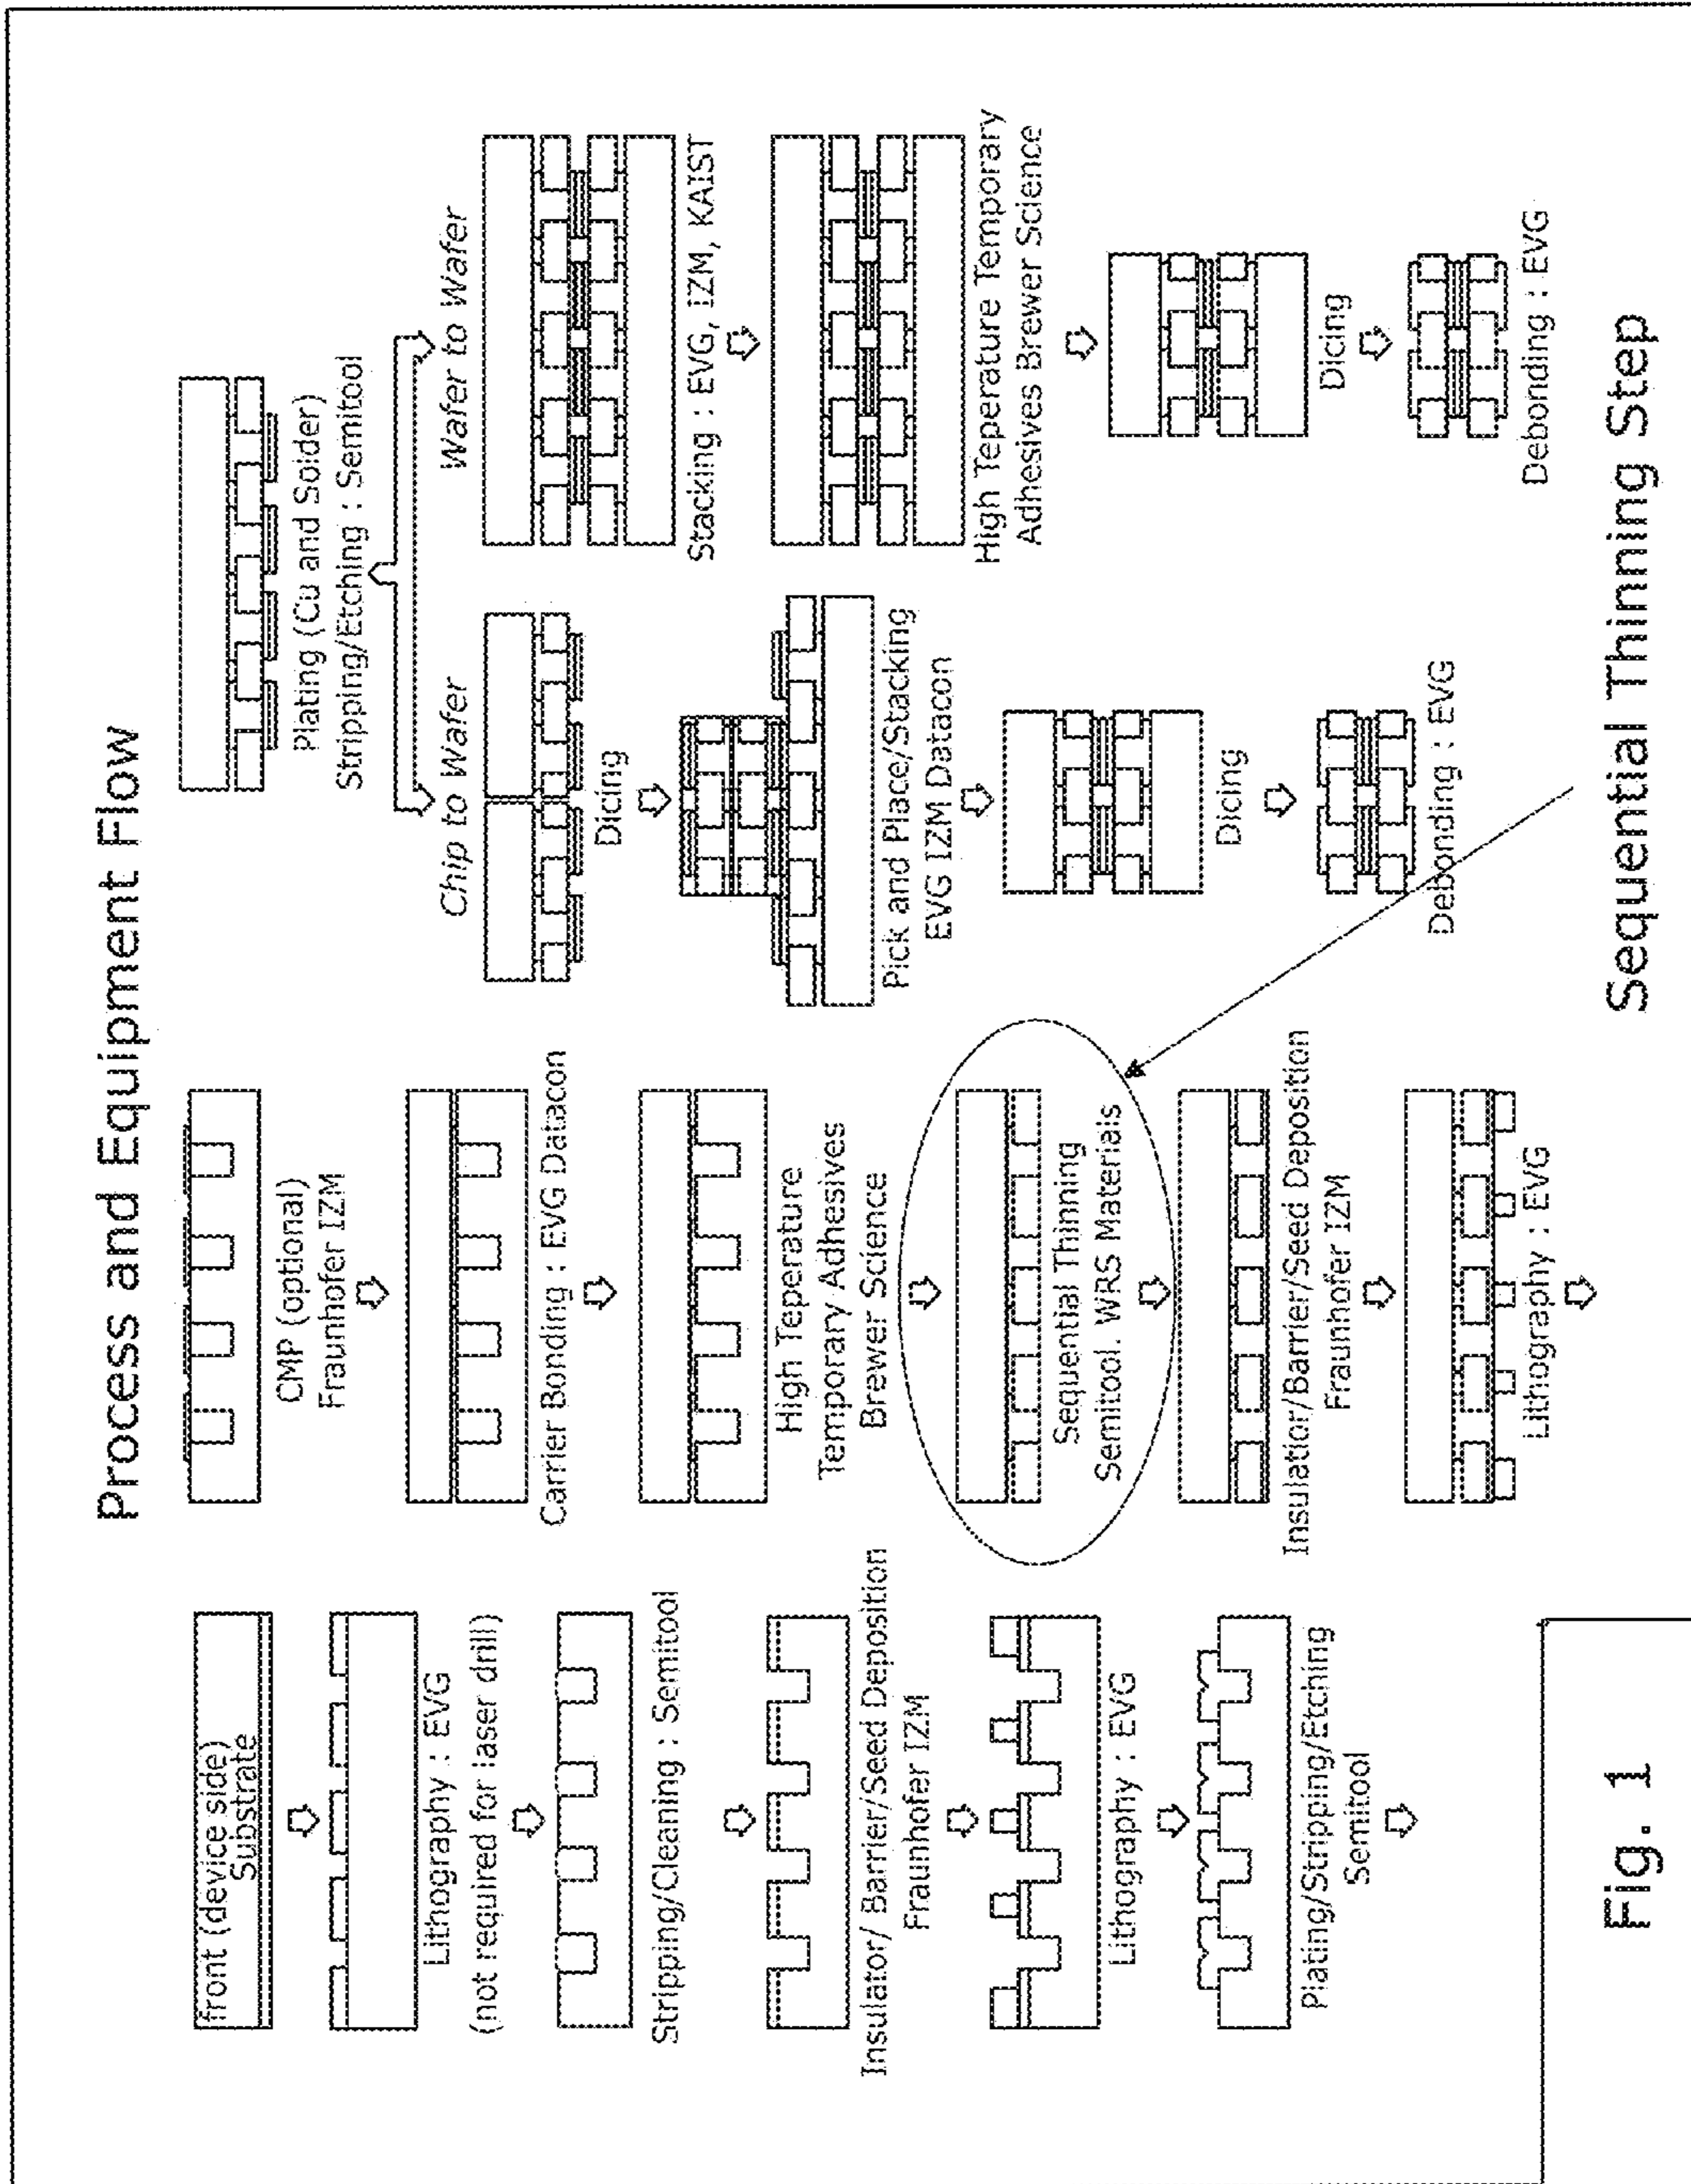 Process and Equipment Flow
front (device side)
Substrate
Lithography : EVG
(not required for laser drill)
Stripping/Cleaning : Semitool
Insulator/ Barrier/Seed Deposition
Fraunhofer IZM
Lithography : EVG
Plating/Stripping/Etching
Semitool
CMP (optional)
Fraunhofer IZM
Carrier Bonding : EVG Datacon
High Teperature
Temporary Adhesives
Brewer Science
Sequential Thinning
Semitool. WRS Materials
Insulatior/Barrier/Seed Deposition
Fraunhofer IZM
Lithography : EVG
Plating (Cu and Solder)
Stripping/Etching : Semitool
Chip to Wafer
Dicing
Pick and Place/Stacking
EVG IZM Datacon
Dicing
Debonding : EVG
Wafer to Wafer
Stacking : EVG, IZM, KAIST
High Teperature Temporary
Adhesives Brewer Science
Dicing
Debonding : EVG
Sequential Thinning Step
Fig. 1